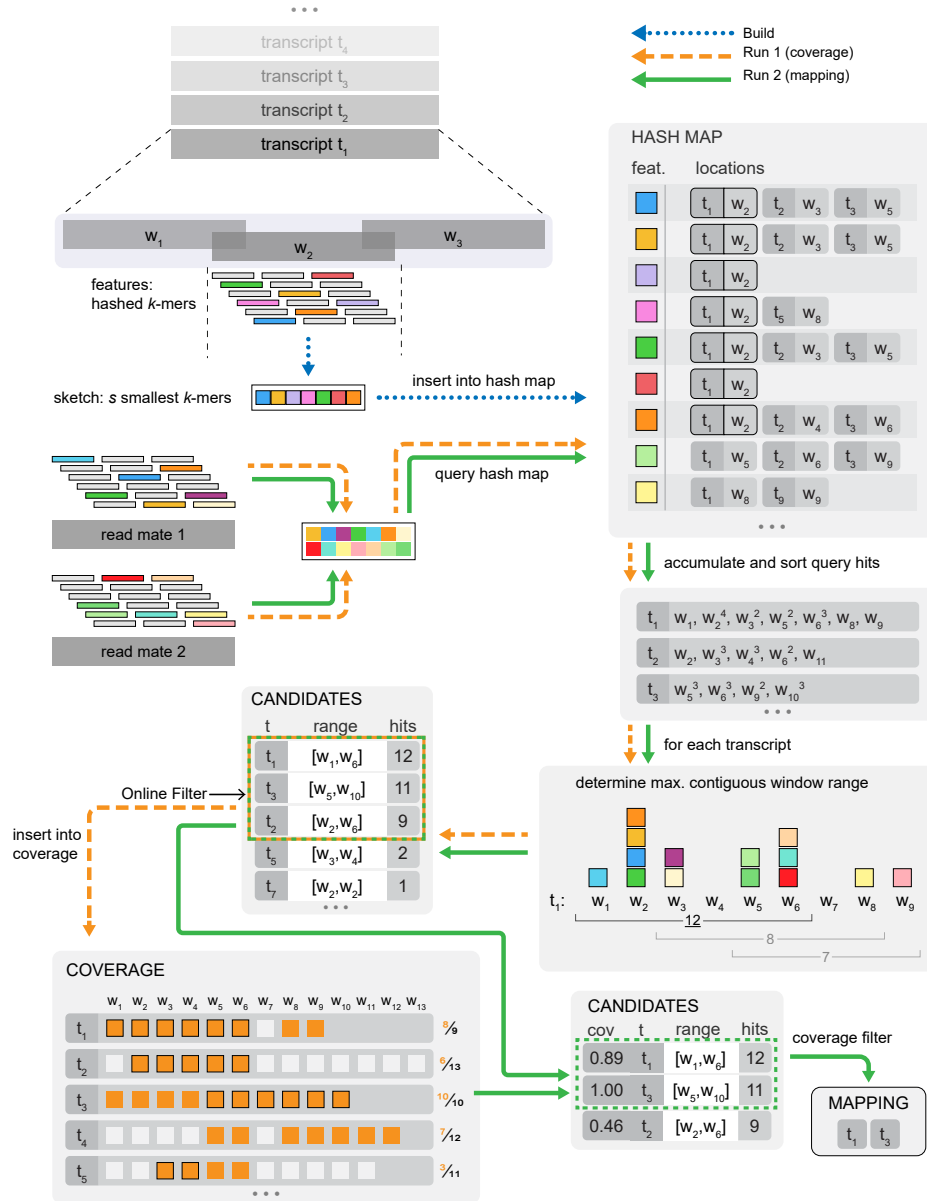 • • •
transcript t4
transcript t3
transcript t2
transcript t1
Build
Run 1 (coverage)
Run 2 (mapping)
w1
w2
w3
features:
hashed k-mers
sketch: s smallest k-mers
insert into hash map
query hash map
read mate 1
read mate 2
HASH MAP
feat. locations
t1 w2 t2 w3 t3 w5
t1 w2 t2 w3 t3 w5
t1 w2
t1 w2 t5 w8
t1 w2 t2 w3 t3 w5
t1 w2
t1 w2 t2 w4 t3 w6
t1 w5 t2 w6 t3 w9
t1 w8 t9 w9
• • •
accumulate and sort query hits
t1 w1, w2^4, w3^2, w5^2, w6^3, w8, w9
t2 w2, w3^3, w4^3, w6^2, w11
t3 w5^3, w6^3, w9^2, w10^3
• • •
for each transcript
determine max. contiguous window range
t1: w1 w2 w3 w4 w5 w6 w7 w8 w9
12
8
7
CANDIDATES
t range hits
t1 [w1,w6] 12
t3 [w5,w10] 11
t2 [w2,w6] 9
t5 [w3,w4] 2
t7 [w2,w2] 1
• • •
Online Filter
insert into
coverage
COVERAGE
w1 w2 w3 w4 w5 w6 w7 w8 w9 w10 w11 w12 w13
t1 8/9
t2 6/13
t3 10/10
t4 7/12
t5 3/11
• • •
CANDIDATES
cov t range hits
0.89 t1 [w1,w6] 12
1.00 t3 [w5,w10] 11
0.46 t2 [w2,w6] 9
coverage filter
MAPPING
t1 t3